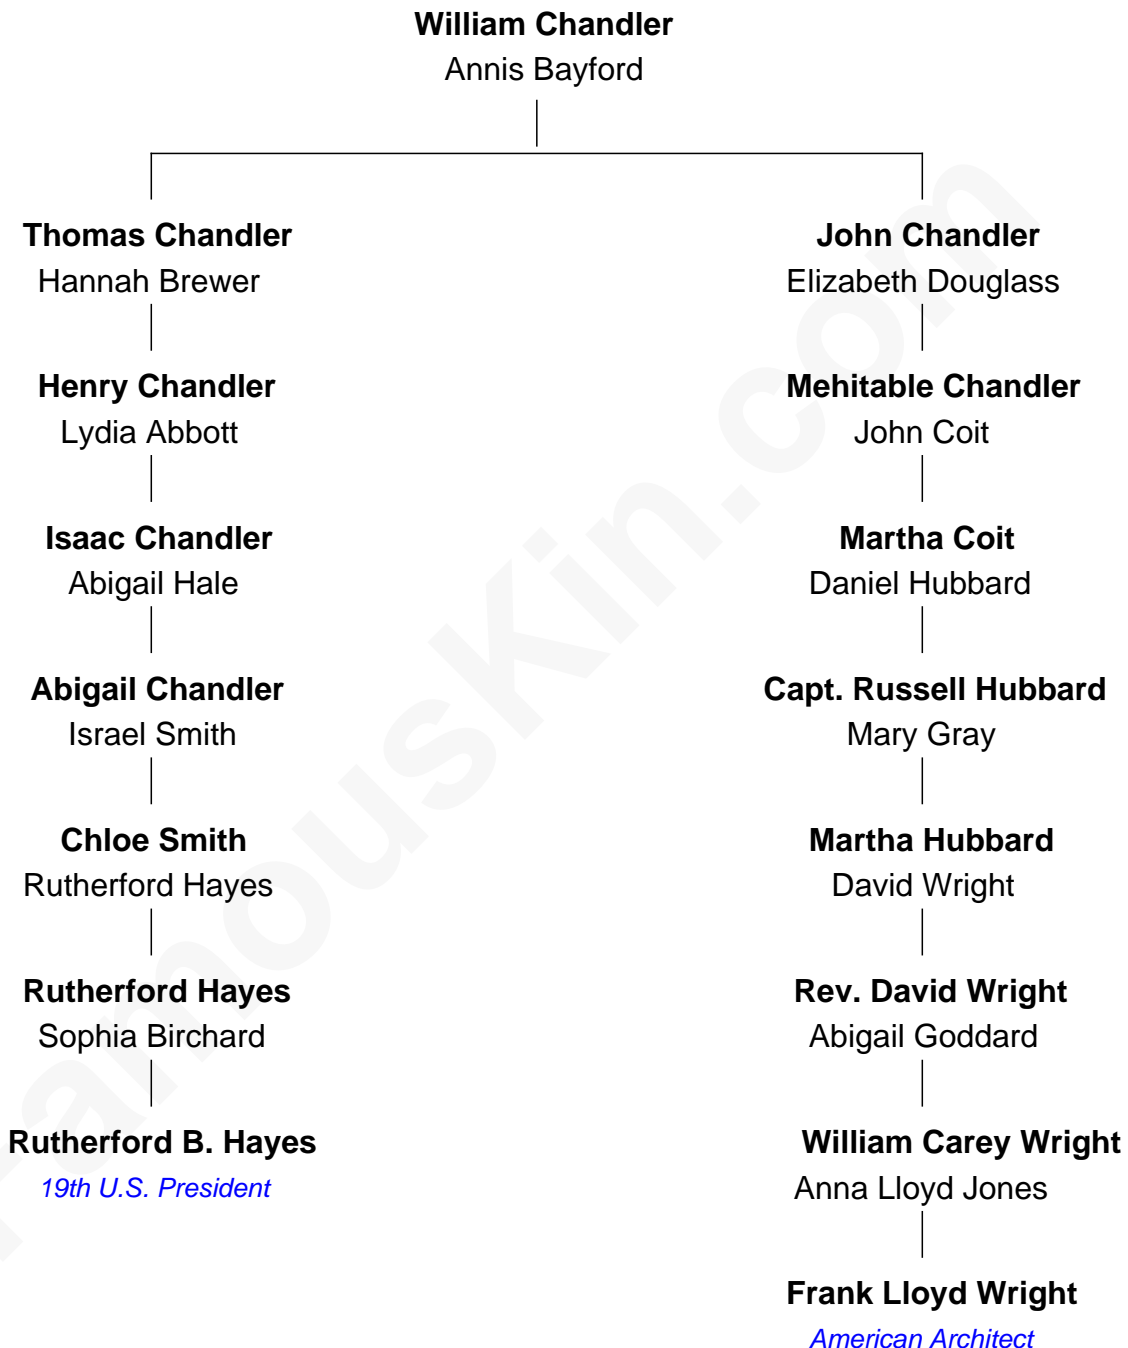 William Chandler
Annis Bayford
Thomas Chandler
Hannah Brewer
Henry Chandler
Lydia Abbott
Isaac Chandler
Abigail Hale
Abigail Chandler
Israel Smith
Chloe Smith
Rutherford Hayes
Rutherford Hayes
Sophia Birchard
Rutherford B. Hayes
19th U.S. President
John Chandler
Elizabeth Douglass
Mehitable Chandler
John Coit
Martha Coit
Daniel Hubbard
Capt. Russell Hubbard
Mary Gray
Martha Hubbard
David Wright
Rev. David Wright
Abigail Goddard
William Carey Wright
Anna Lloyd Jones
Frank Lloyd Wright
American Architect
FamousKin.com